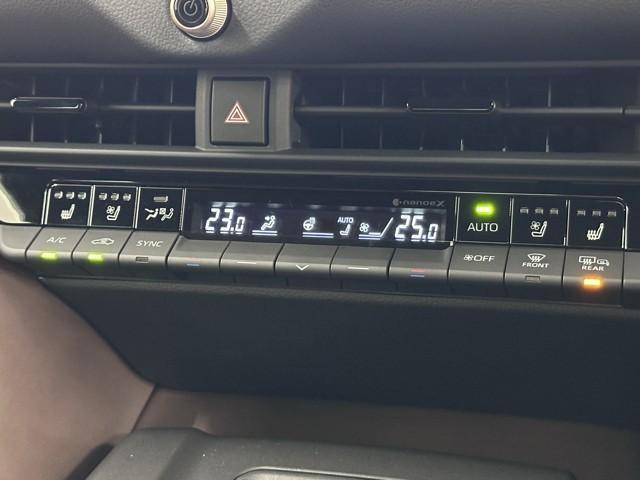 nanoeX
23.0
AUTO
25.0
AUTO
A/C
SYNC
OFF
FRONT
REAR